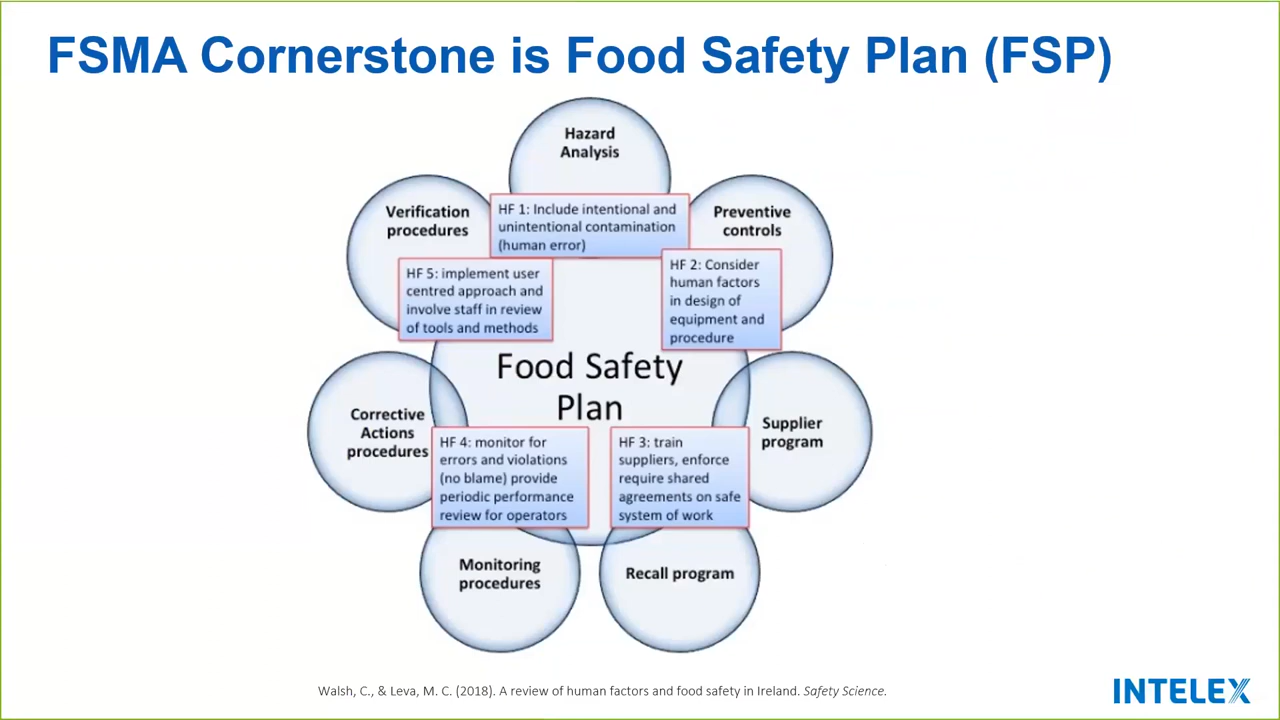 FSMA Cornerstone is Food Safety Plan (FSP)
Hazard
Analysis
HF 1: Include intentional and
unintentional contamination
(human error)
Preventive
controls
HF 2: Consider
human factors
in design of
equipment and
procedure
Verification
procedures
HF 5: implement user
centred approach and
involve staff in review
of tools and methods
Food Safety
Plan
Supplier
program
HF 3: train
suppliers, enforce
require shared
agreements on safe
system of work
Corrective
Actions
procedures
HF 4: monitor for
errors and violations
(no blame) provide
periodic performance
review for operators
Monitoring
procedures
Recall program
Walsh, C., & Leva, M. C. (2018). A review of human factors and food safety in Ireland. Safety Science.
INTELEX